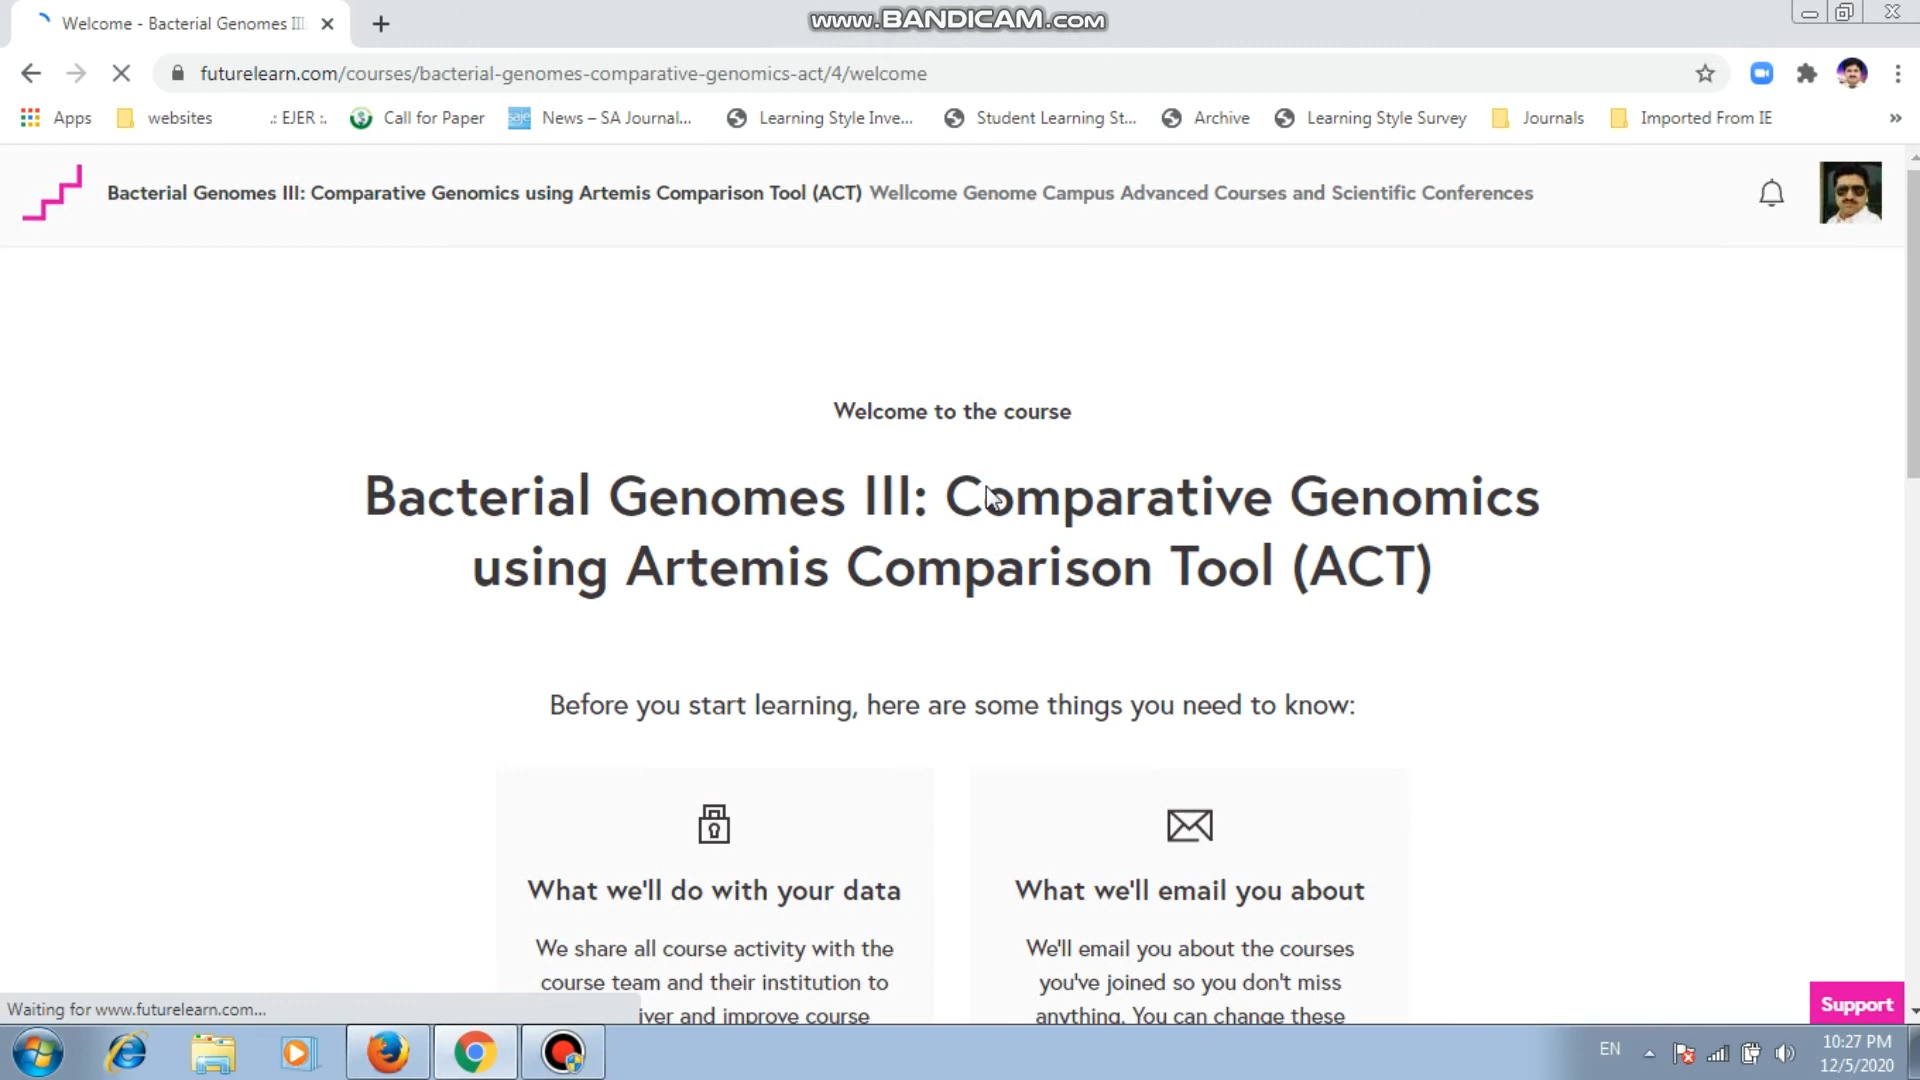 Welcome - Bacterial Genomes III:
www.BANDICAM.com
futurelearn.com/courses/bacterial-genomes-comparative-genomics-act/4/welcome
Apps websites .: EJER :. Call for Paper News – SA Journal... Learning Style Inve... Student Learning St... Archive Learning Style Survey Journals Imported From IE »
Bacterial Genomes III: Comparative Genomics using Artemis Comparison Tool (ACT) Wellcome Genome Campus Advanced Courses and Scientific Conferences
Welcome to the course
Bacterial Genomes III: Comparative Genomics
using Artemis Comparison Tool (ACT)
Before you start learning, here are some things you need to know:
What we'll do with your data
We share all course activity with the
course team and their institution to
iver and improve course
What we'll email you about
We'll email you about the courses
you've joined so you don't miss
anything. You can change these
Support
Waiting for www.futurelearn.com...
EN
10:27 PM
12/5/2020